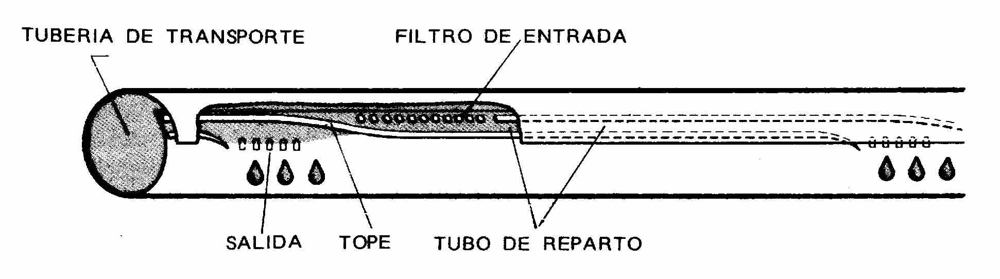 TUBERIA DE TRANSPORTE
FILTRO DE ENTRADA
SALIDA
TOPE
TUBO DE REPARTO